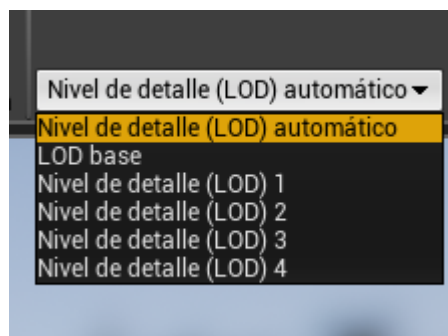 Nivel de detalle (LOD) automático
Nivel de detalle (LOD) automático
LOD base
Nivel de detalle (LOD) 1
Nivel de detalle (LOD) 2
Nivel de detalle (LOD) 3
Nivel de detalle (LOD) 4